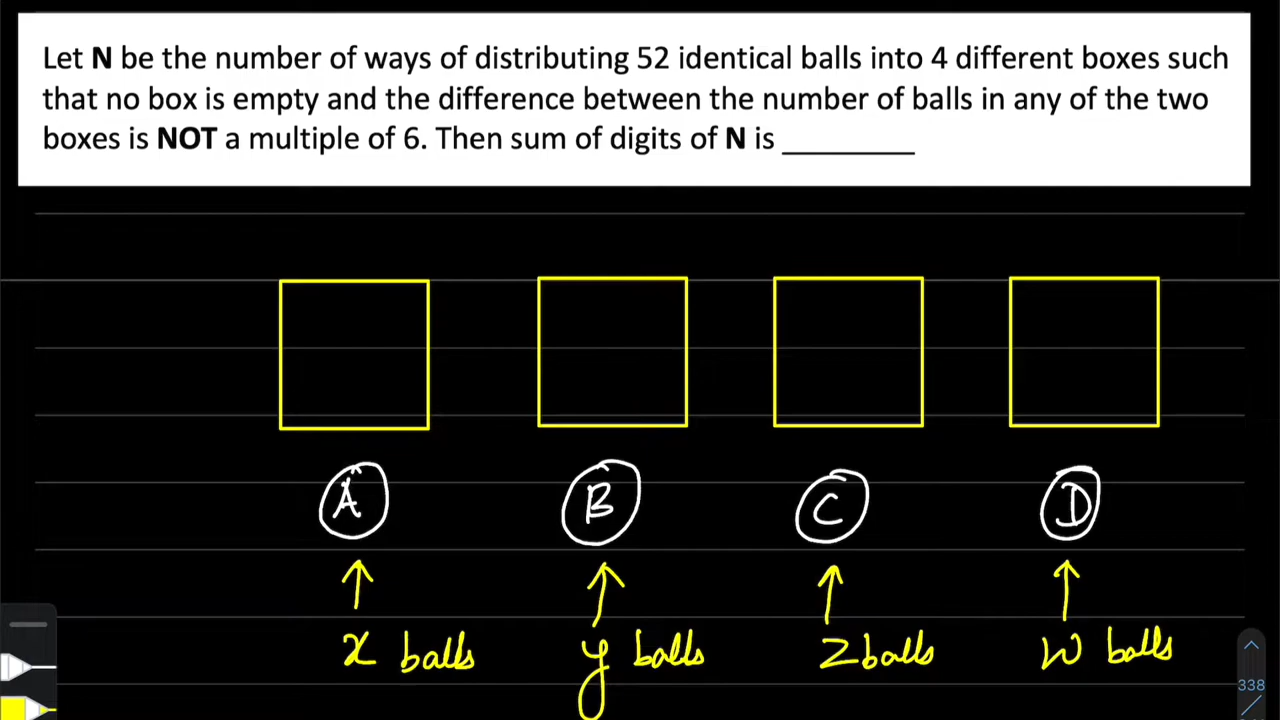 Let N be the number of ways of distributing 52 identical balls into 4 different boxes such
that no box is empty and the difference between the number of balls in any of the two
boxes is NOT a multiple of 6. Then sum of digits of N is ________
A B C D
x balls y balls z balls w balls
338